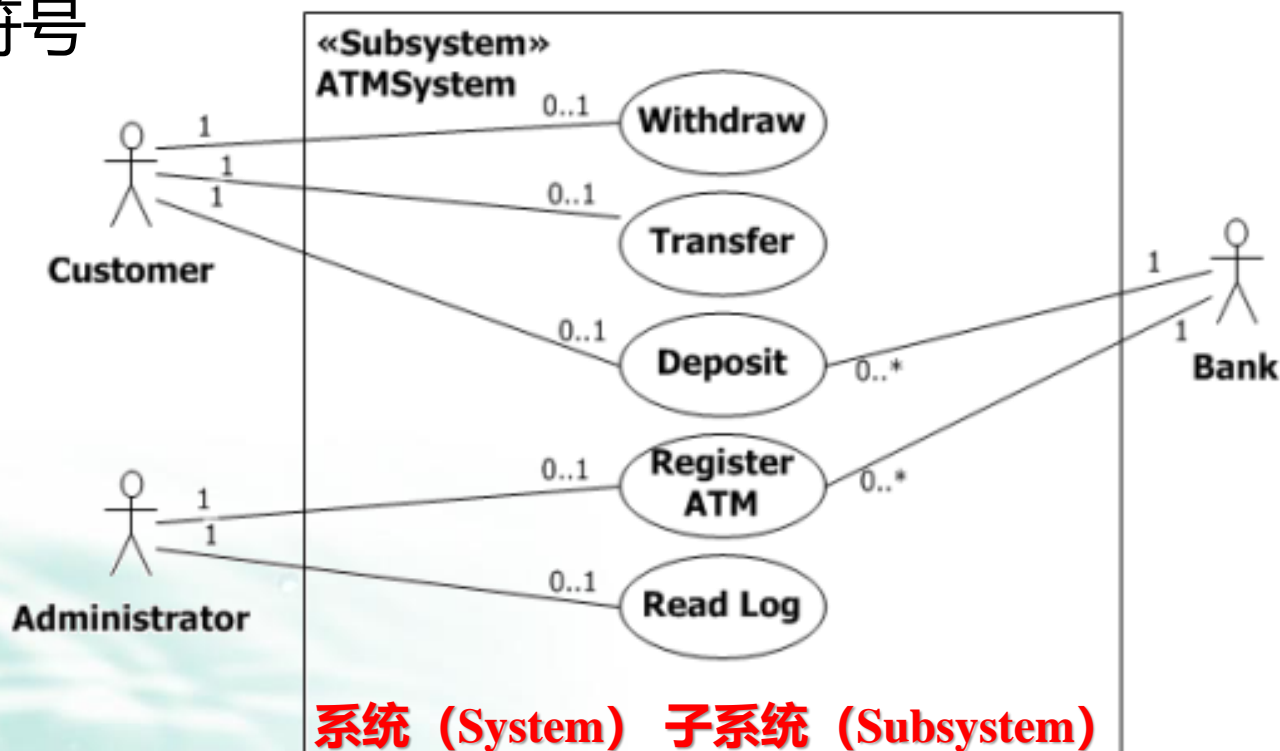 符号
«Subsystem»
ATMSystem
1
0..1
Withdraw
1
0..1
Transfer
1
0..1
Deposit
Customer
1
0..*
1
Bank
Register
ATM
1
0..1
0..*
1
0..1
Read Log
Administrator
系统（System） 子系统（Subsystem）